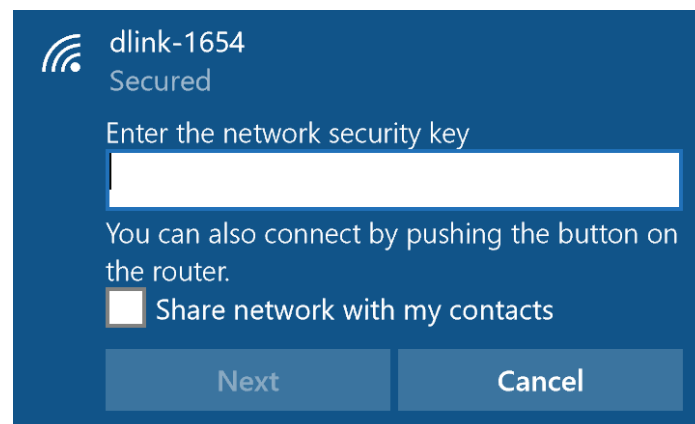 dlink-1654
Secured
Enter the network security key
You can also connect by pushing the button on
the router.
Share network with my contacts
Next
Cancel